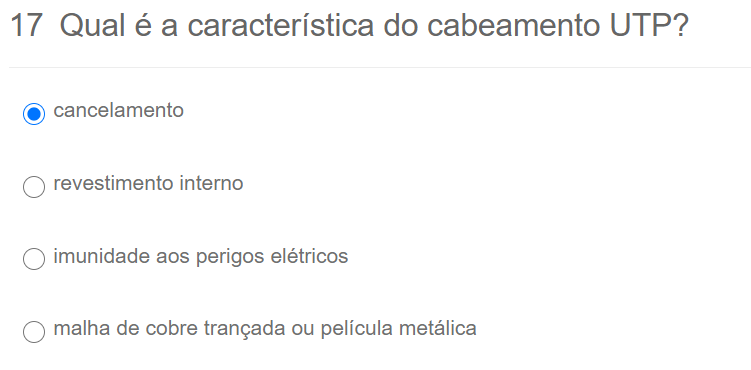 17 Qual é a característica do cabeamento UTP?
cancelamento
revestimento interno
imunidade aos perigos elétricos
malha de cobre trançada ou película metálica